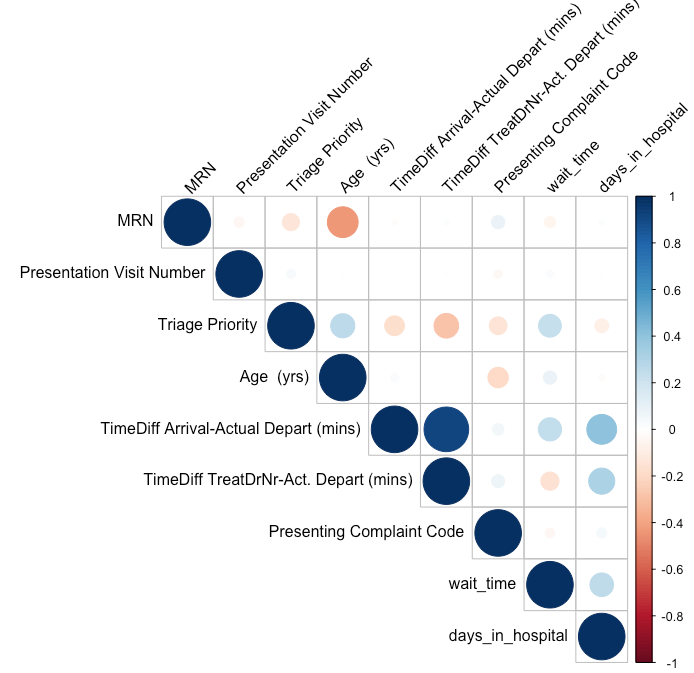 MRN
Presentation Visit Number
Triage Priority
Age  (yrs)
TimeDiff Arrival-Actual Depart (mins)
TimeDiff TreatDrNr-Act. Depart (mins)
Presenting Complaint Code
wait_time
days_in_hospital
MRN
Presentation Visit Number
Triage Priority
Age  (yrs)
TimeDiff Arrival-Actual Depart (mins)
TimeDiff TreatDrNr-Act. Depart (mins)
Presenting Complaint Code
wait_time
days_in_hospital
1
0.8
0.6
0.4
0.2
0
-0.2
-0.4
-0.6
-0.8
-1